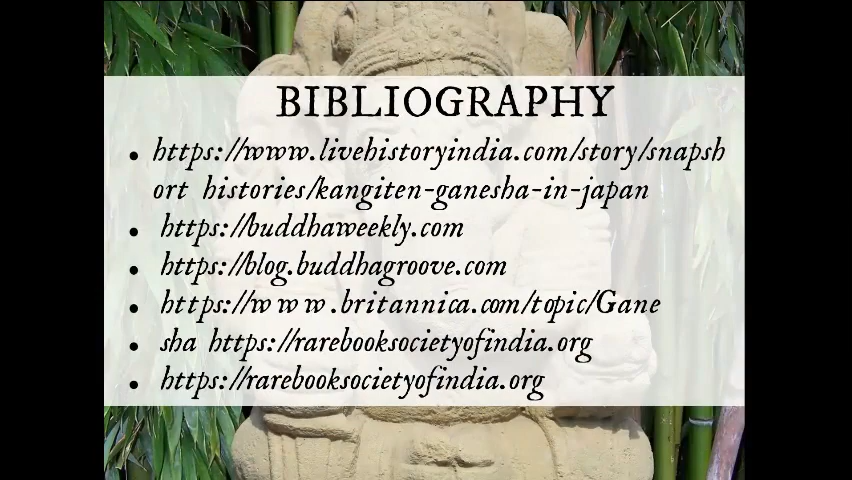 BIBLIOGRAPHY
• https://www.livehistoryindia.com/story/snapsh
ort histories/kangiten-ganesha-in-japan
• https://buddhaweekly.com
• https://blog.buddhagroove.com
• https://www.britannica.com/topic/Gane
• sha https://rarebooksocietyofindia.org
• https://rarebooksocietyofindia.org